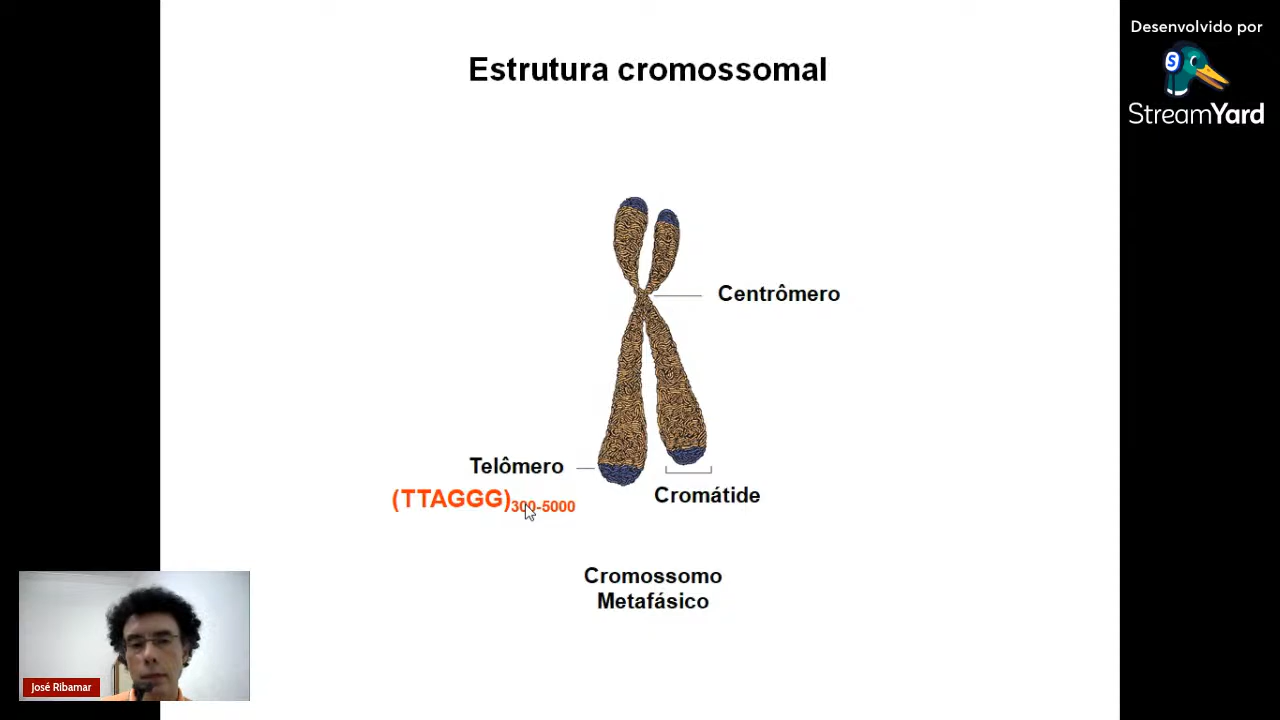 Desenvolvido por
S
StreamYard
Estrutura cromossomal
Centrômero
Telômero
(TTAGGG)300-5000
Cromátide
Cromossomo
Metafásico
José Ribamar